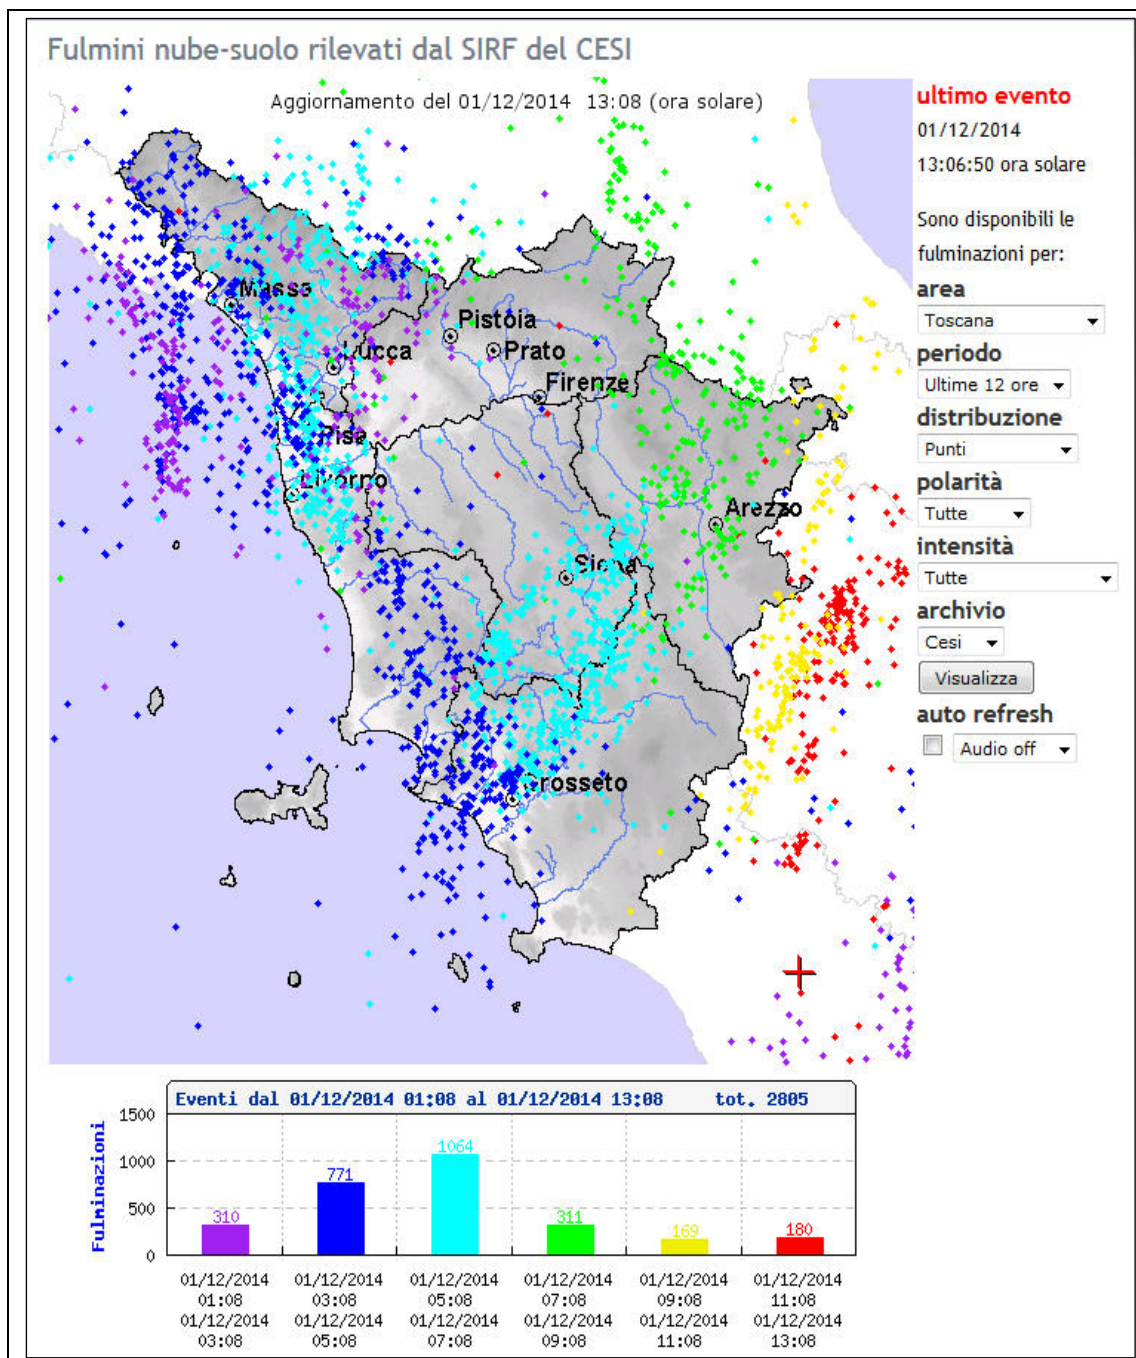 Fulmini nube-suolo rilevati dal SIRF del CESI
Aggiornamento del 01/12/2014 13:08 (ora solare)
Massa
Pistoia
Lucca
Prato
Firenze
Pisa
Livorno
Arezzo
Siena
Grosseto
ultimo evento
01/12/2014
13:06:50 ora solare
Sono disponibili le
fulminazioni per:
area
Toscana
periodo
Ultime 12 ore
distribuzione
Punti
polarità
Tutte
intensità
Tutte
archivio
Cesi
Visualizza
auto refresh
Audio off
Eventi dal 01/12/2014 01:08 al 01/12/2014 13:08 tot. 2805
Fulminazioni
1500
1000
500
0
310
771
1064
311
169
180
01/12/2014 01/12/2014 01/12/2014 01/12/2014 01/12/2014 01/12/2014
01:08 03:08 05:08 07:08 09:08 11:08
01/12/2014 01/12/2014 01/12/2014 01/12/2014 01/12/2014 01/12/2014
03:08 05:08 07:08 09:08 11:08 13:08